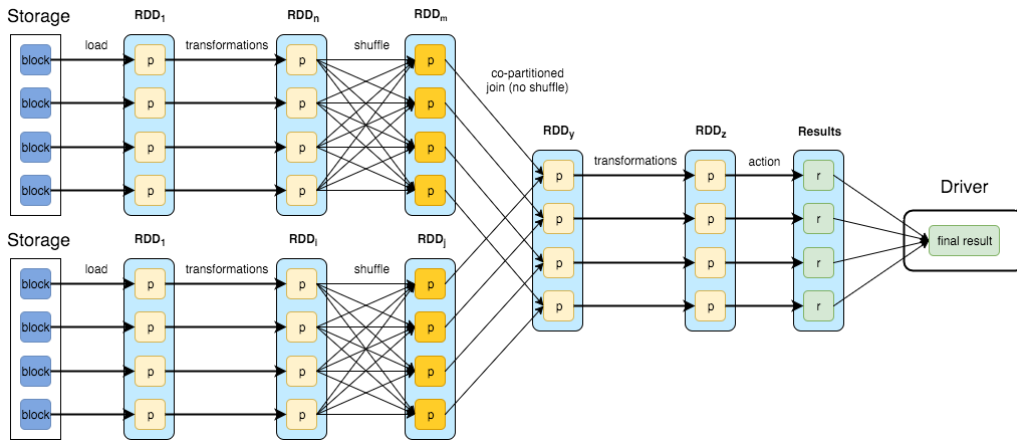 Storage
RDD1
RDDn
RDDm
load
transformations
shuffle
block
p
p
p
block
p
p
p
block
p
p
p
block
p
p
p
co-partitioned
join (no shuffle)
Storage
RDD1
RDDi
RDDj
load
transformations
shuffle
block
p
p
p
block
p
p
p
block
p
p
p
block
p
p
p
RDDy
RDDz
Results
transformations
action
p
p
r
p
p
r
p
p
r
p
p
r
Driver
final result